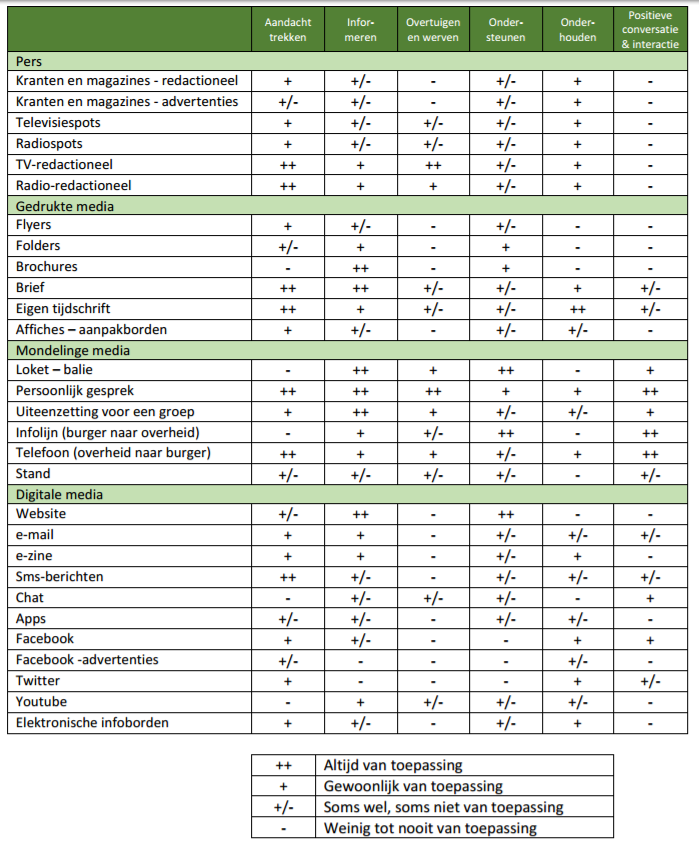 Aandacht trekken | Infor-meren | Overtuigen en werven | Onder-steunen | Onder-houden | Positieve conversatie & interactie
Pers
Kranten en magazines - redactioneel + +/- - +/- + -
Kranten en magazines - advertenties +/- +/- - +/- + -
Televisiespots + +/- +/- +/- + -
Radiospots + +/- +/- +/- + -
TV-redactioneel ++ + ++ +/- + -
Radio-redactioneel ++ + + +/- + -
Gedrukte media
Flyers + +/- - +/- - -
Folders +/- + - + - -
Brochures - ++ - + - -
Brief ++ ++ +/- +/- + +/-
Eigen tijdschrift ++ + +/- +/- ++ +/-
Affiches – aanpakborden + +/- - +/- +/- -
Mondelinge media
Loket – balie - ++ + ++ - +
Persoonlijk gesprek ++ ++ ++ + + ++
Uiteenzetting voor een groep + ++ + +/- +/- +
Infolijn (burger naar overheid) - + +/- ++ - ++
Telefoon (overheid naar burger) ++ + + +/- + ++
Stand +/- +/- +/- +/- - +/-
Digitale media
Website +/- ++ - ++ - -
e-mail + + - +/- +/- +/-
e-zine + + - +/- + -
Sms-berichten ++ +/- - +/- +/- +/-
Chat - +/- +/- +/- - +
Apps +/- +/- - +/- +/- -
Facebook + +/- - - + +
Facebook -advertenties +/- - - - +/- -
Twitter + - - - + +/-
Youtube - + +/- +/- +/- -
Elektronische infoborden + +/- - +/- + -
++ Altijd van toepassing
+ Gewoonlijk van toepassing
+/- Soms wel, soms niet van toepassing
- Weinig tot nooit van toepassing